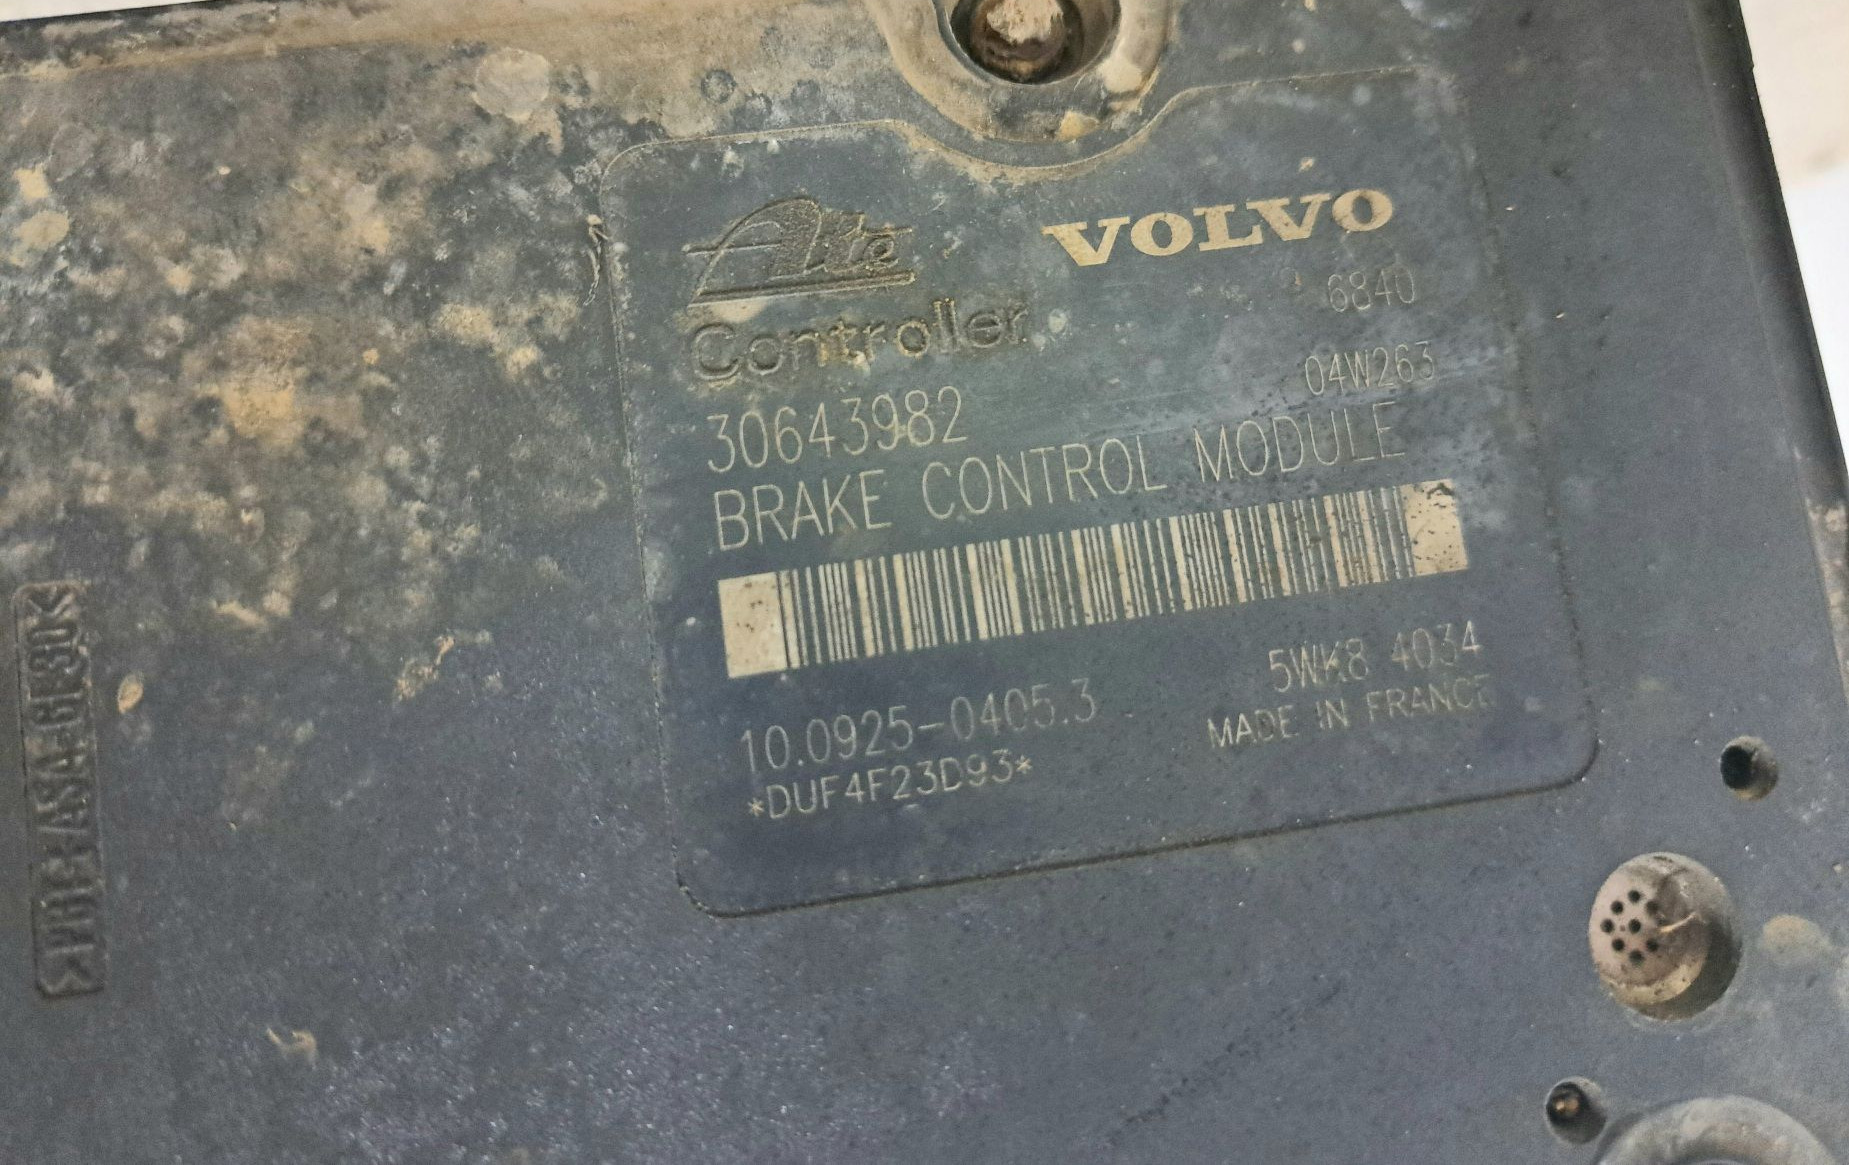 Ate
VOLVO
6840
Controller
04W263
30643982
BRAKE CONTROL MODULE
5WK8 4034
10.0925-0405.3
MADE IN FRANCE
*DUF4F23D93*